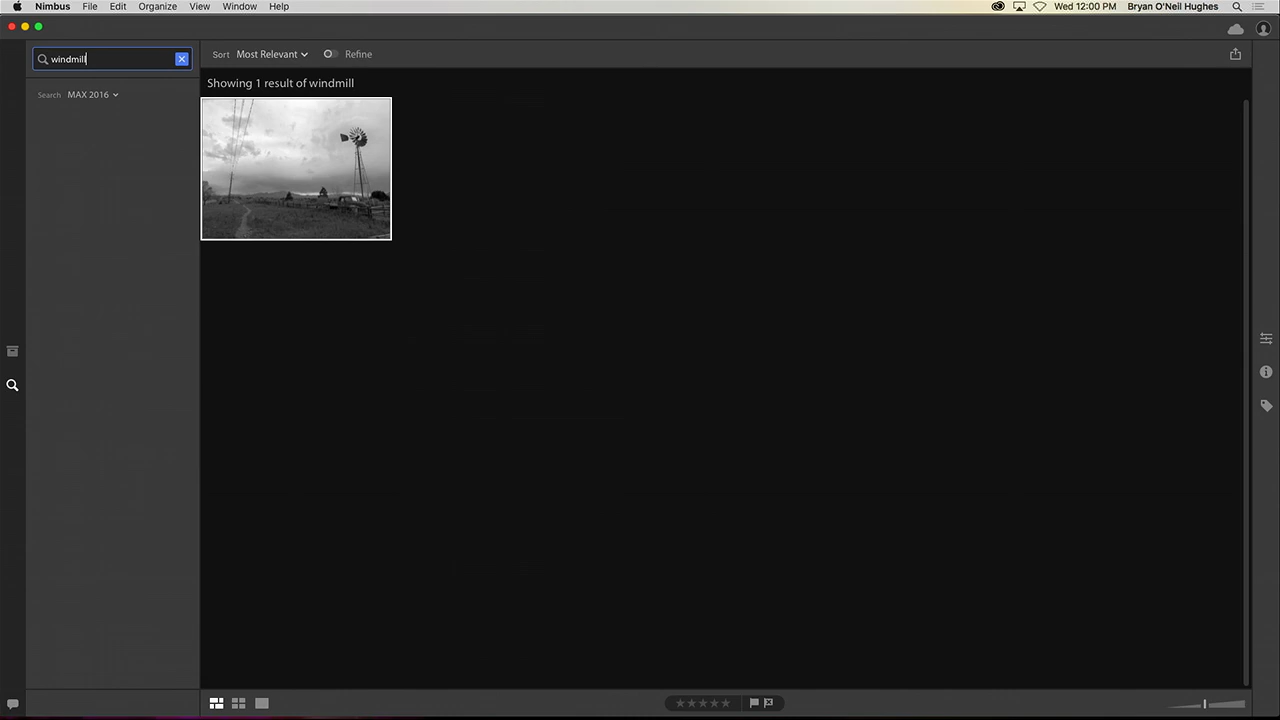 Nimbus File Edit Organize View Window Help Wed 12:00 PM Bryan O'Neil Hughes
windmill Sort Most Relevant Refine
Showing 1 result of windmill
Search MAX 2016